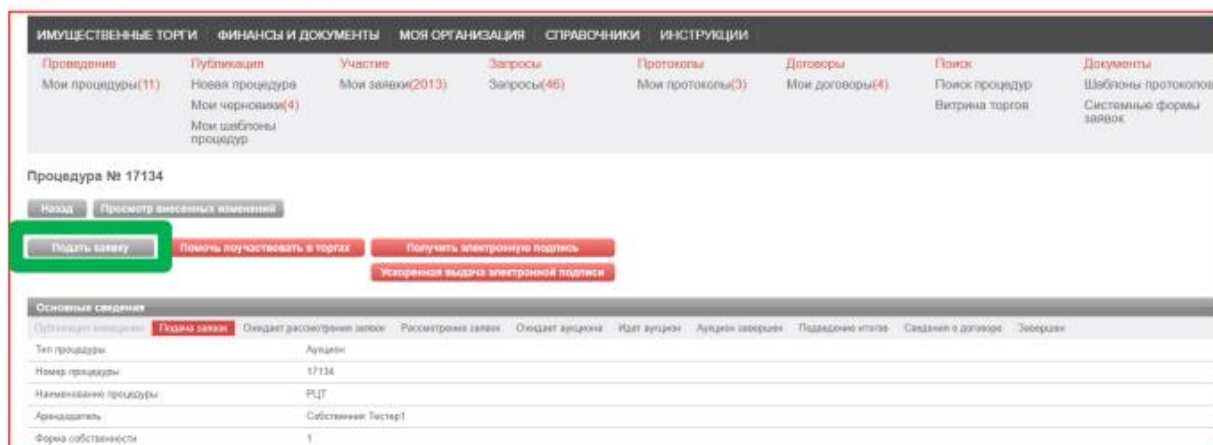 ИМУЩЕСТВЕННЫЕ ТОРГИ ФИНАНСЫ И ДОКУМЕНТЫ МОЯ ОРГАНИЗАЦИЯ СПРАВОЧНИКИ ИНСТРУКЦИИ
Проведение Публикация Участие Запросы Протоколы Договоры Поиск Документы
Мои процедуры(11) Новая процедура Мои заявки(2013) Запросы(46) Мои протоколы(3) Мои договоры(4) Поиск процедур Шаблоны протоколов
Мои черновики(4) Витрина торгов Системные формы
Мои шаблоны заявок
процедур
Процедура № 17134
Назад Просмотр внесенных изменений
Подать заявку Помочь поучаствовать в торгах Получить электронную подпись
Ускоренная выдача электронной подписи
Основные сведения
Публикация извещения Подача заявок Ожидает рассмотрения заявок Рассмотрение заявок Ожидает аукциона Идет аукцион Аукцион завершен Подведение итогов Сведения о договоре Завершен
Тип процедуры Аукцион
Номер процедуры 17134
Наименование процедуры РЦТ
Арендодатель Собственник Тестер1
Форма собственности 1